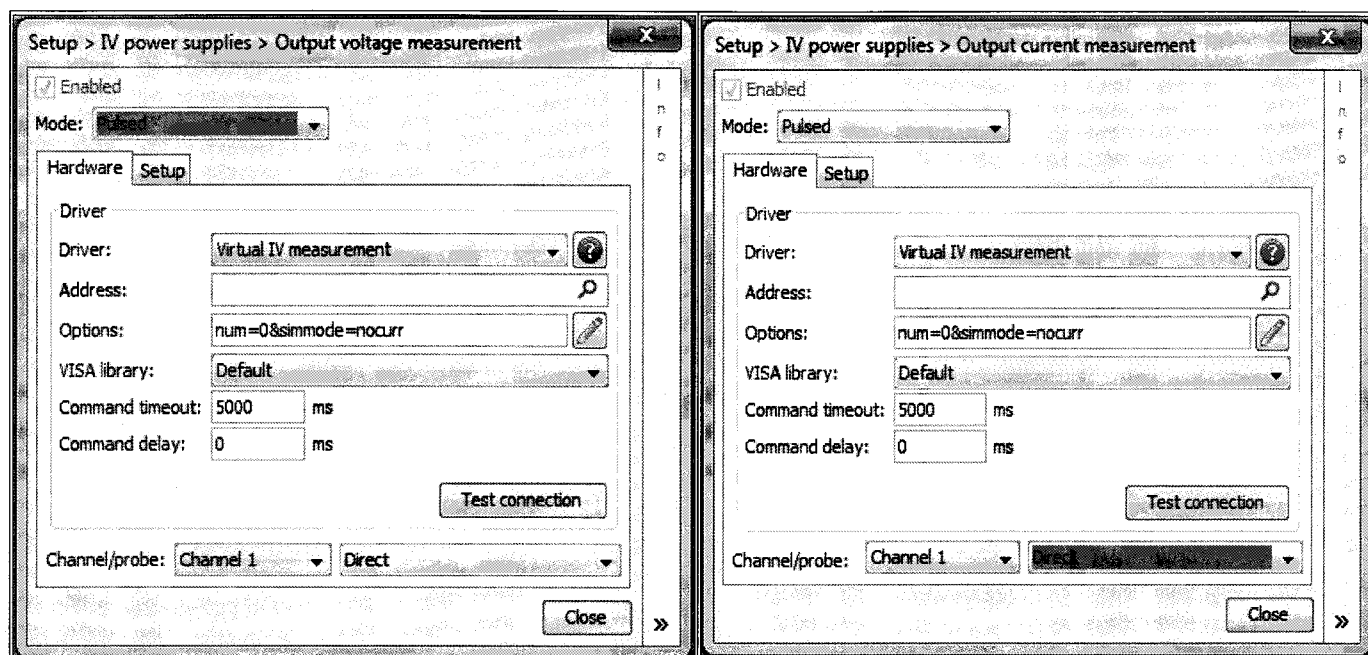 Setup > IV power supplies > Output voltage measurement
X
Enabled
Mode: Pulsed
Hardware Setup
Driver
Driver: Virtual IV measurement ?
Address:
Options: num=0&simmode=nocurr
VISA library: Default
Command timeout: 5000 ms
Command delay: 0 ms
Test connection
Channel/probe: Channel 1 Direct
Close »
Info
Setup > IV power supplies > Output current measurement
X
Enabled
Mode: Pulsed
Hardware Setup
Driver
Driver: Virtual IV measurement ?
Address:
Options: num=0&simmode=nocurr
VISA library: Default
Command timeout: 5000 ms
Command delay: 0 ms
Test connection
Channel/probe: Channel 1 Direct
Close »
Info